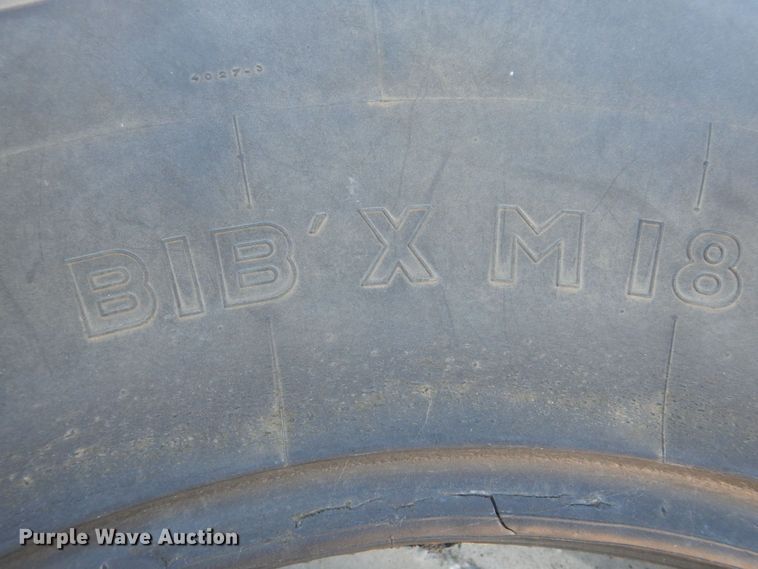 4027-3
BIB'X M18
Purple Wave Auction